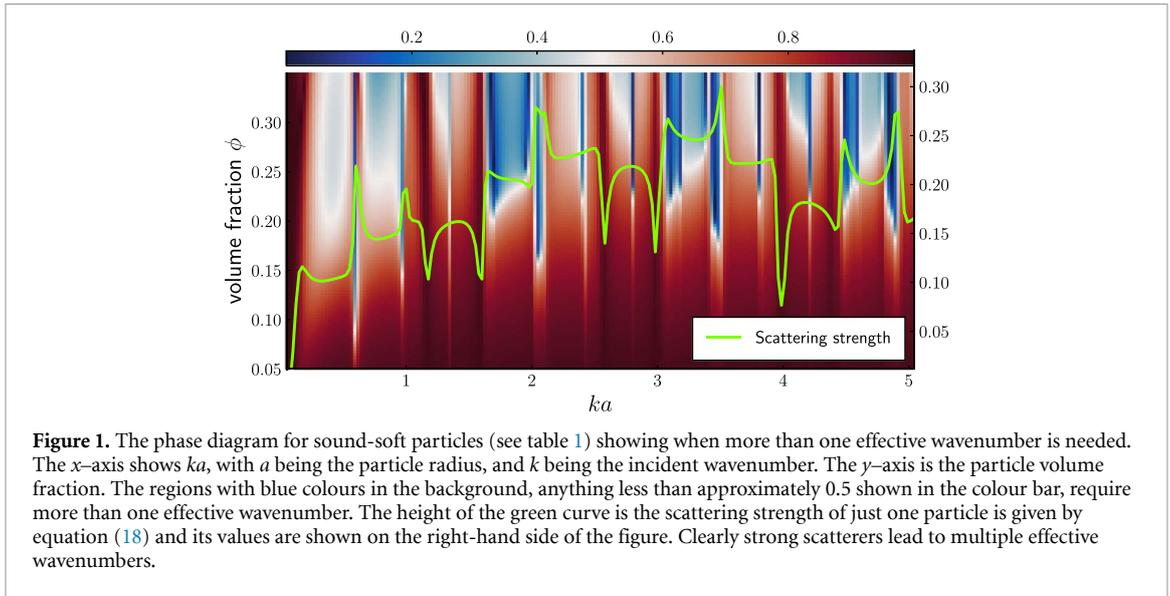 0.2 0.4 0.6 0.8
volume fraction ϕ
0.30
0.25
0.20
0.15
0.10
0.05
0.30
0.25
0.20
0.15
0.10
0.05
Scattering strength
1 2 3 4 5
ka
Figure 1. The phase diagram for sound-soft particles (see table 1) showing when more than one effective wavenumber is needed.
The x–axis shows ka, with a being the particle radius, and k being the incident wavenumber. The y–axis is the particle volume
fraction. The regions with blue colours in the background, anything less than approximately 0.5 shown in the colour bar, require
more than one effective wavenumber. The height of the green curve is the scattering strength of just one particle is given by
equation (18) and its values are shown on the right-hand side of the figure. Clearly strong scatterers lead to multiple effective
wavenumbers.